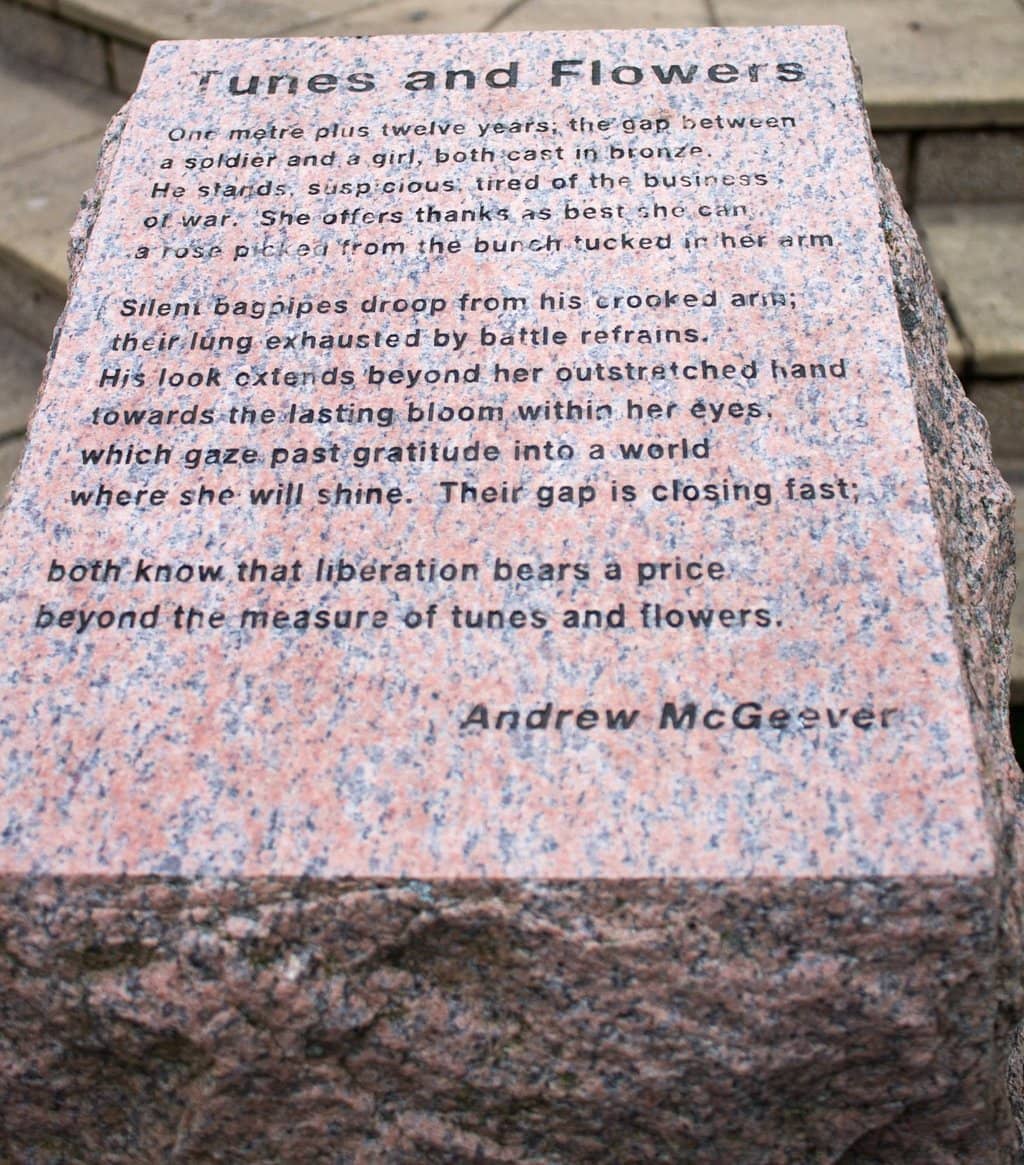 Tunes and Flowers
One metre plus twelve years; the gap between
a soldier and a girl, both cast in bronze.
He stands, suspicious, tired of the business
of war. She offers thanks as best she can,
a rose picked from the bunch tucked in her arm.
Silent bagpipes droop from his crooked arm;
their lung exhausted by battle refrains.
His look extends beyond her outstretched hand
towards the lasting bloom within her eyes,
which gaze past gratitude into a world
where she will shine. Their gap is closing fast;
both know that liberation bears a price
beyond the measure of tunes and flowers.
Andrew McGeever